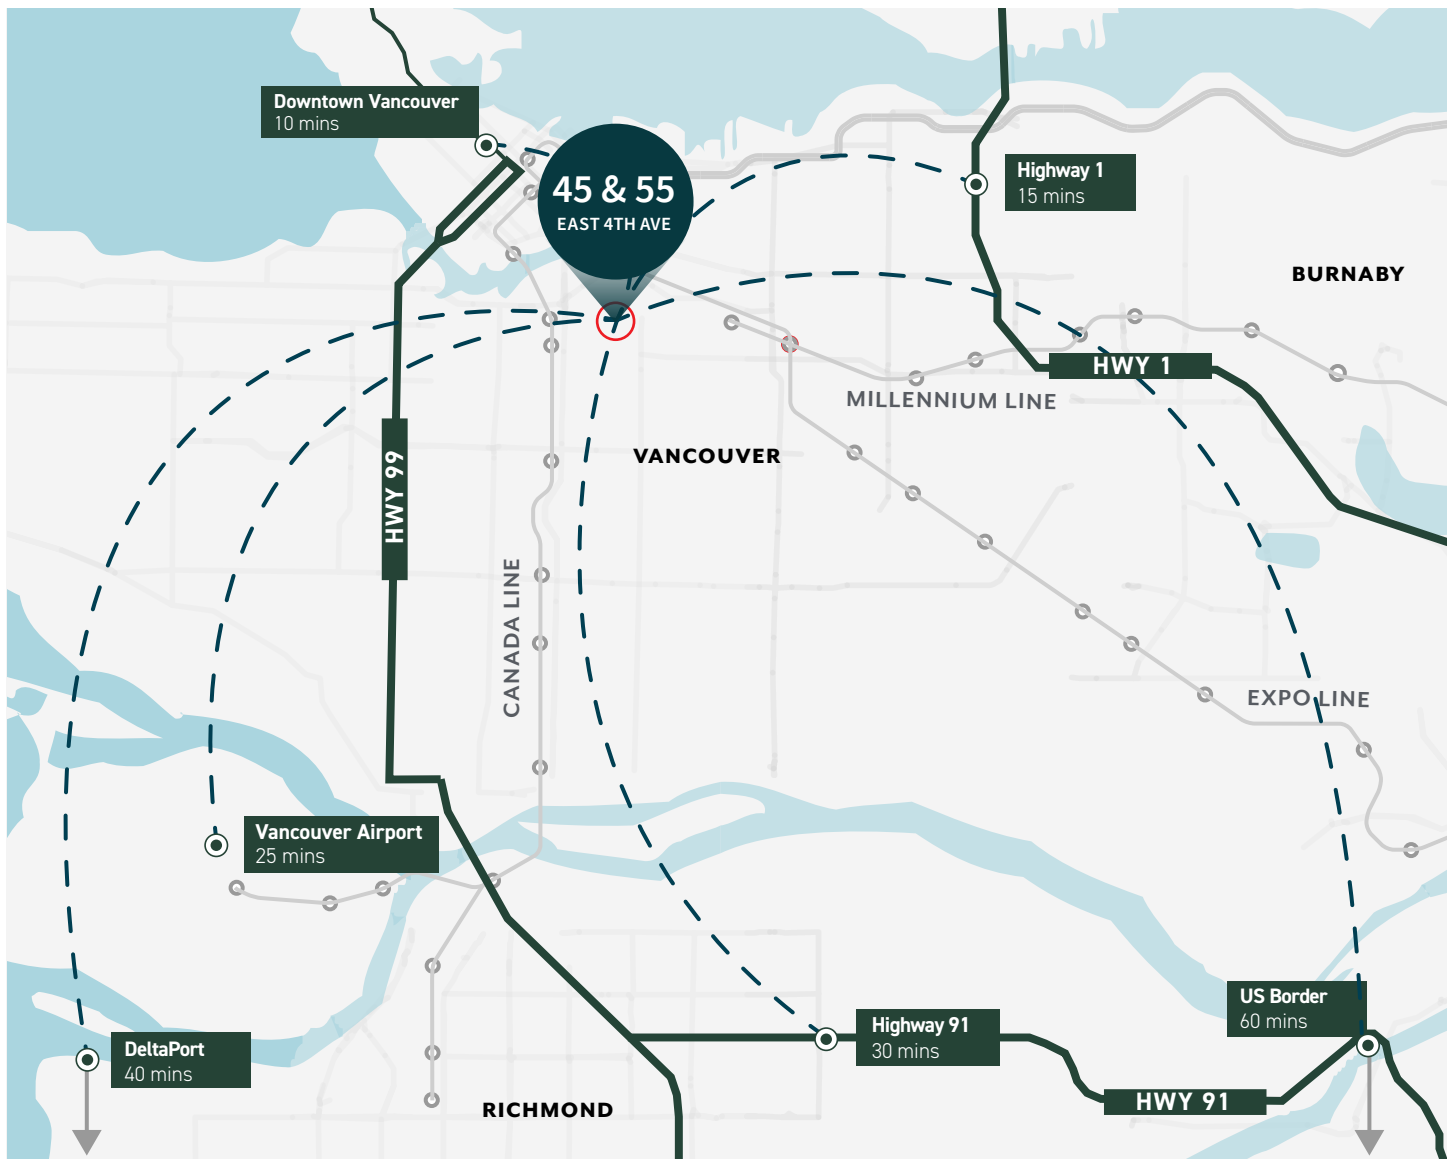 Downtown Vancouver
10 mins
45 & 55
EAST 4TH AVE
Highway 1
15 mins
BURNABY
HWY 1
MILLENNIUM LINE
VANCOUVER
HWY 99
CANADA LINE
EXPO LINE
Vancouver Airport
25 mins
US Border
60 mins
Highway 91
30 mins
DeltaPort
40 mins
HWY 91
RICHMOND